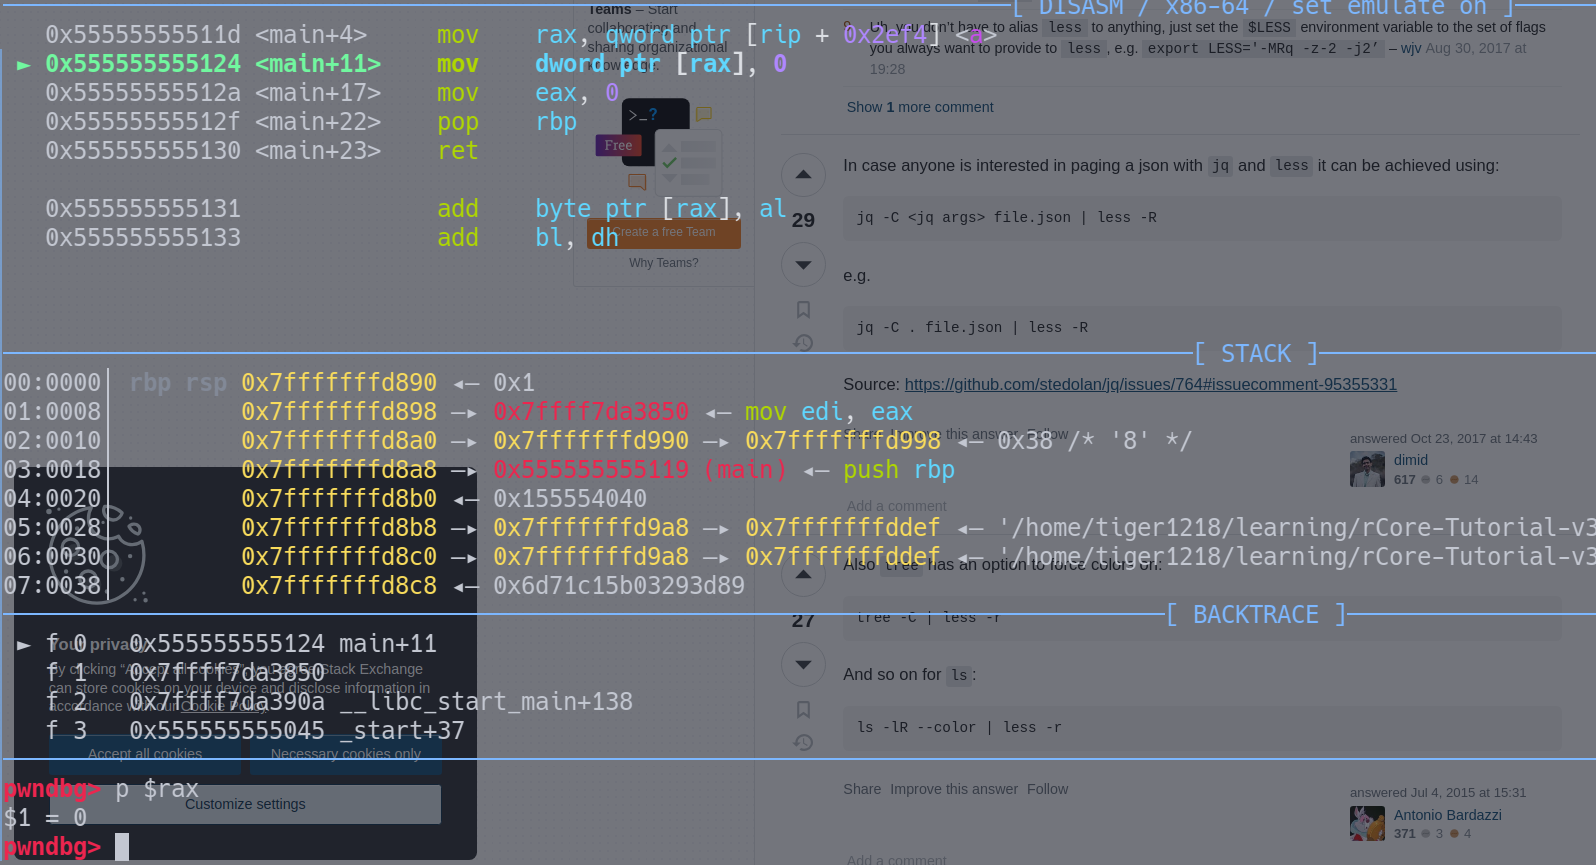 [ DISASM / x86-64 / set emulate on ]
0x55555555511d <main+4> mov rax, qword ptr [rip + 0x2ef4] <a>
► 0x555555555124 <main+11> mov dword ptr [rax], 0
0x55555555512a <main+17> mov eax, 0
0x55555555512f <main+22> pop rbp
0x555555555130 <main+23> ret
0x555555555131 add byte ptr [rax], al
0x555555555133 add bl, dh
[ STACK ]
00:0000│ rbp rsp 0x7fffffffd890 ◂— 0x1
01:0008│ 0x7fffffffd898 —▸ 0x7ffff7da3850 ◂— mov edi, eax
02:0010│ 0x7fffffffd8a0 —▸ 0x7fffffffd990 —▸ 0x7fffffffd998 ◂— 0x38 /* '8' */
03:0018│ 0x7fffffffd8a8 —▸ 0x555555555119 (main) ◂— push rbp
04:0020│ 0x7fffffffd8b0 ◂— 0x155554040
05:0028│ 0x7fffffffd8b8 —▸ 0x7fffffffd9a8 —▸ 0x7fffffffddef ◂— '/home/tiger1218/learning/rCore-Tutorial-v3
06:0030│ 0x7fffffffd8c0 —▸ 0x7fffffffd9a8 —▸ 0x7fffffffddef ◂— '/home/tiger1218/learning/rCore-Tutorial-v3
07:0038│ 0x7fffffffd8c8 ◂— 0x6d71c15b03293d89
[ BACKTRACE ]
► f 0 0x555555555124 main+11
f 1 0x7ffff7da3850
f 2 0x7ffff7da390a __libc_start_main+138
f 3 0x555555555045 _start+37
pwndbg> p $rax
$1 = 0
pwndbg>
Teams – Start
collaborating and
sharing organizational
knowledge.
>_?
Free
Create a free Team
Why Teams?
Your privacy
By clicking “Accept all cookies”, you agree Stack Exchange
can store cookies on your device and disclose information in
accordance with our Cookie Policy.
Accept all cookies
Necessary cookies only
Customize settings
Uh, you don't have to alias less to anything, just set the $LESS environment variable to the set of flags
you always want to provide to less, e.g. export LESS='-MRq -z-2 -j2’ – wjv Aug 30, 2017 at
19:28
Show 1 more comment
29
In case anyone is interested in paging a json with jq and less it can be achieved using:
jq -C <jq args> file.json | less -R
e.g.
jq -C . file.json | less -R
Source: https://github.com/stedolan/jq/issues/764#issuecomment-95355331
Share Improve this answer Follow
answered Oct 23, 2017 at 14:43
dimid
617 6 14
Add a comment
27
Also tree has an option to force colors on:
tree -C | less -r
And so on for ls:
ls -lR --color | less -r
Share Improve this answer Follow
answered Jul 4, 2015 at 15:31
Antonio Bardazzi
371 3 4
Add a comment